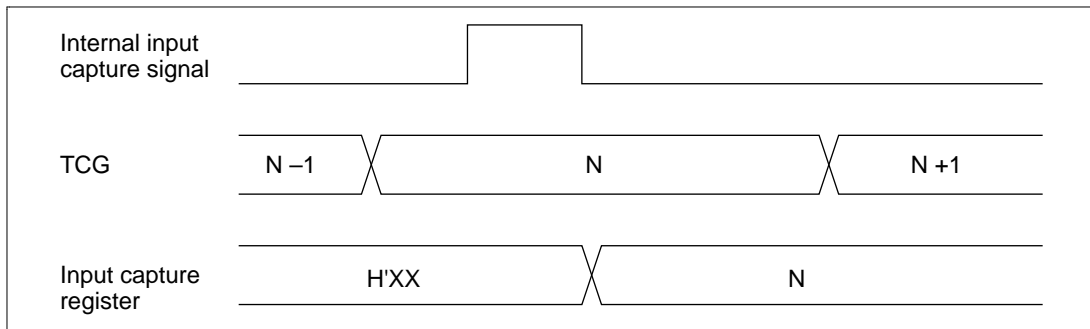 Internal input
capture signal
TCG
N –1
N
N +1
Input capture
register
H'XX
N